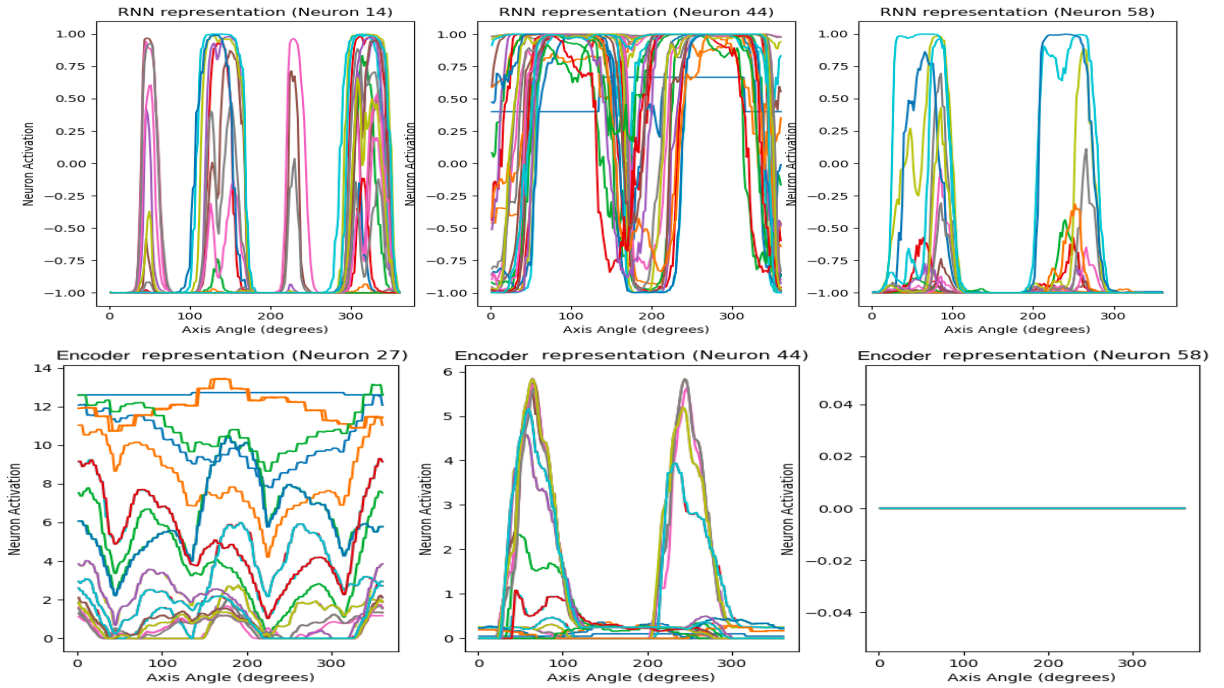 RNN representation (Neuron 14)
1.00
0.75
0.50
0.25
0.00
−0.25
−0.50
−0.75
−1.00
Neuron Activation
0 100 200 300
Axis Angle (degrees)
RNN representation (Neuron 44)
1.00
0.75
0.50
0.25
0.00
−0.25
−0.50
−0.75
−1.00
Neuron Activation
0 100 200 300
Axis Angle (degrees)
RNN representation (Neuron 58)
1.00
0.75
0.50
0.25
0.00
−0.25
−0.50
−0.75
−1.00
Neuron Activation
0 100 200 300
Axis Angle (degrees)
Encoder representation (Neuron 27)
14
12
10
8
6
4
2
0
Neuron Activation
0 100 200 300
Axis Angle (degrees)
Encoder representation (Neuron 44)
6
5
4
3
2
1
0
Neuron Activation
0 100 200 300
Axis Angle (degrees)
Encoder representation (Neuron 58)
0.04
0.02
0.00
−0.02
−0.04
Neuron Activation
0 100 200 300
Axis Angle (degrees)